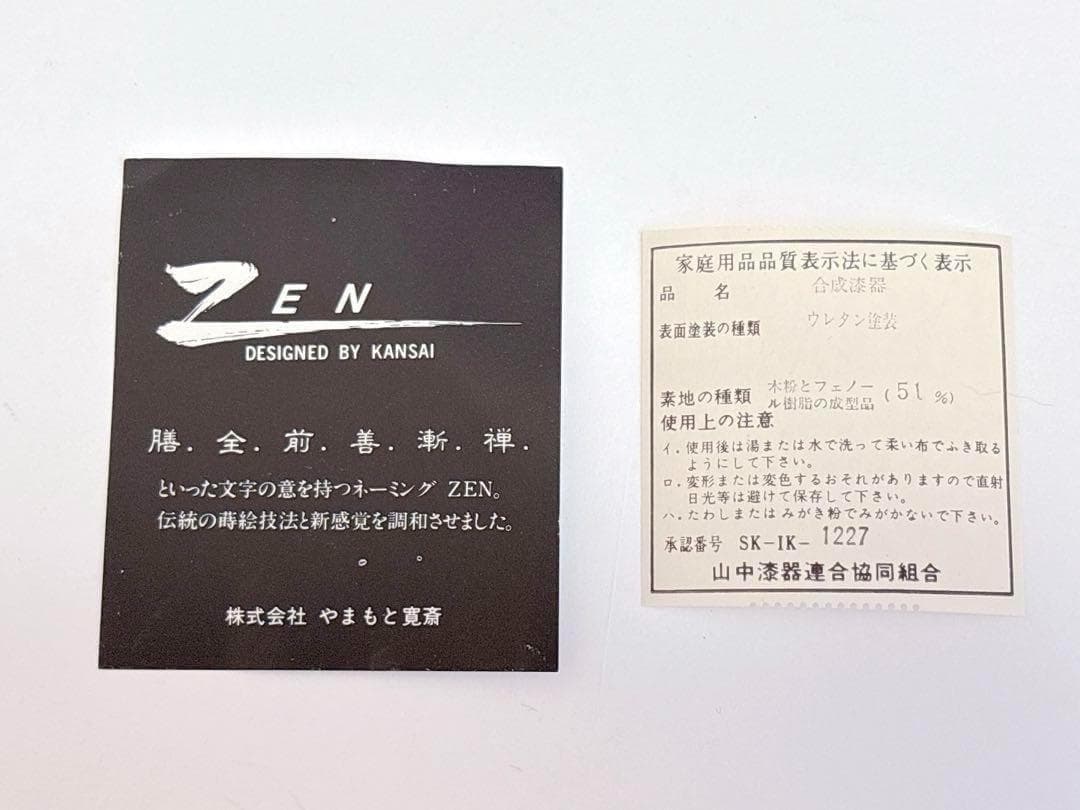 ZEN
DESIGNED BY KANSAI
膳．全．前．善．漸．禅．
といった文字の意を持つネーミング ZEN。
伝統の蒔絵技法と新感覚を調和させました。
株式会社 やまもと寛斎
家庭用品品質表示法に基づく表示
品 名 合成漆器
表面塗装の種類 ウレタン塗装
素地の種類 木粉とフェノール樹脂の成型品 (51%)
使用上の注意
イ．使用後は湯または水で洗って柔い布でふき取る
ようにして下さい。
ロ．変形または変色するおそれがありますので直射
日光等は避けて保存して下さい。
ハ．たわしまたはみがき粉でみがかないで下さい。
承認番号 SK-IK-1227
山中漆器連合協同組合